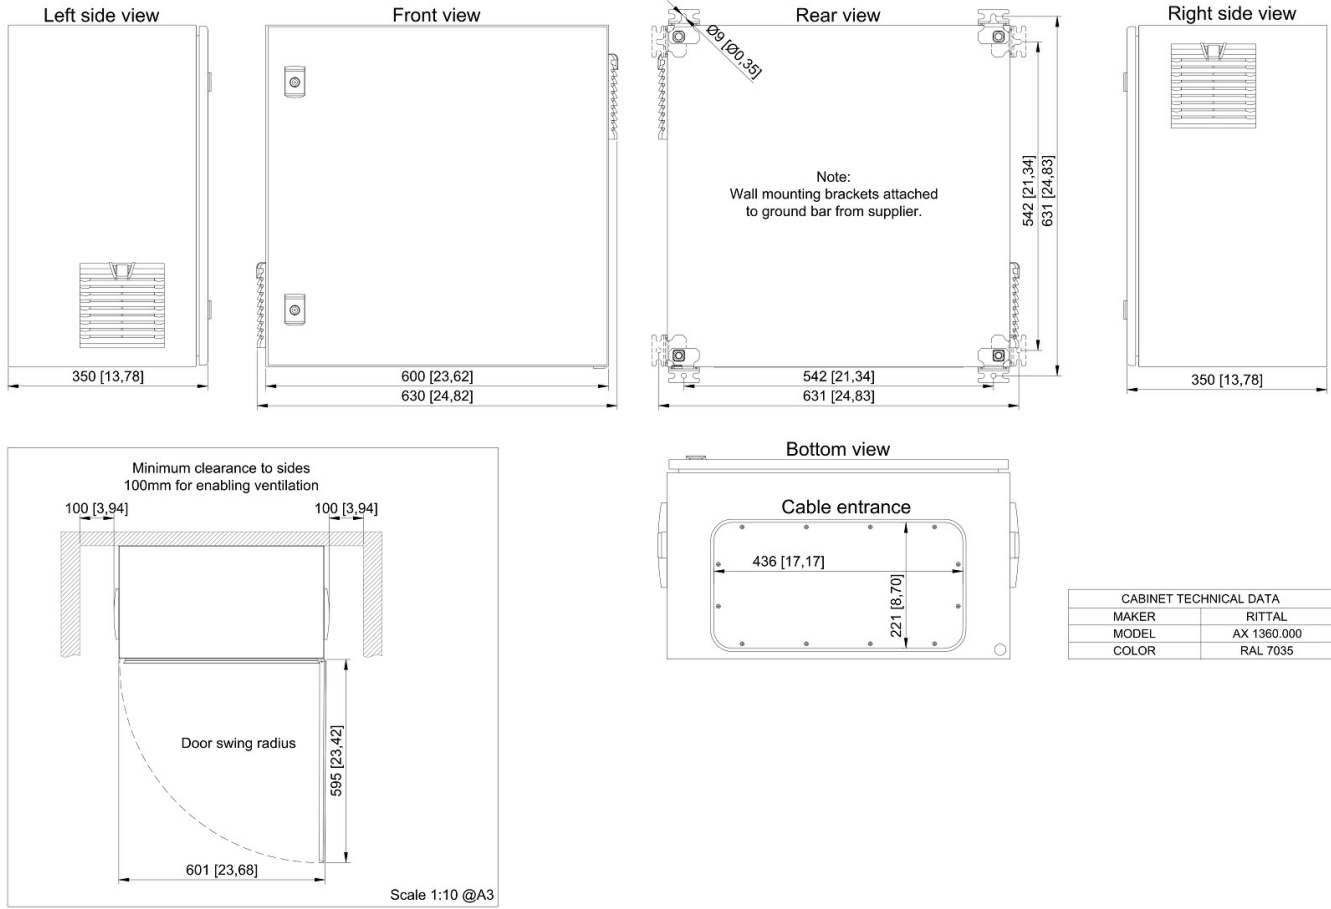 Left side view
Front view
Rear view
Right side view
Ø9 [Ø0,35]
Note:
Wall mounting brackets attached
to ground bar from supplier.
542 [21,34]
631 [24,83]
350 [13,78]
600 [23,62]
630 [24,82]
542 [21,34]
631 [24,83]
350 [13,78]
Minimum clearance to sides
100mm for enabling ventilation
100 [3,94]
100 [3,94]
Door swing radius
595 [23,42]
601 [23,68]
Scale 1:10 @A3
Bottom view
Cable entrance
436 [17,17]
221 [8,70]
CABINET TECHNICAL DATA
MAKER RITTAL
MODEL AX 1360.000
COLOR RAL 7035